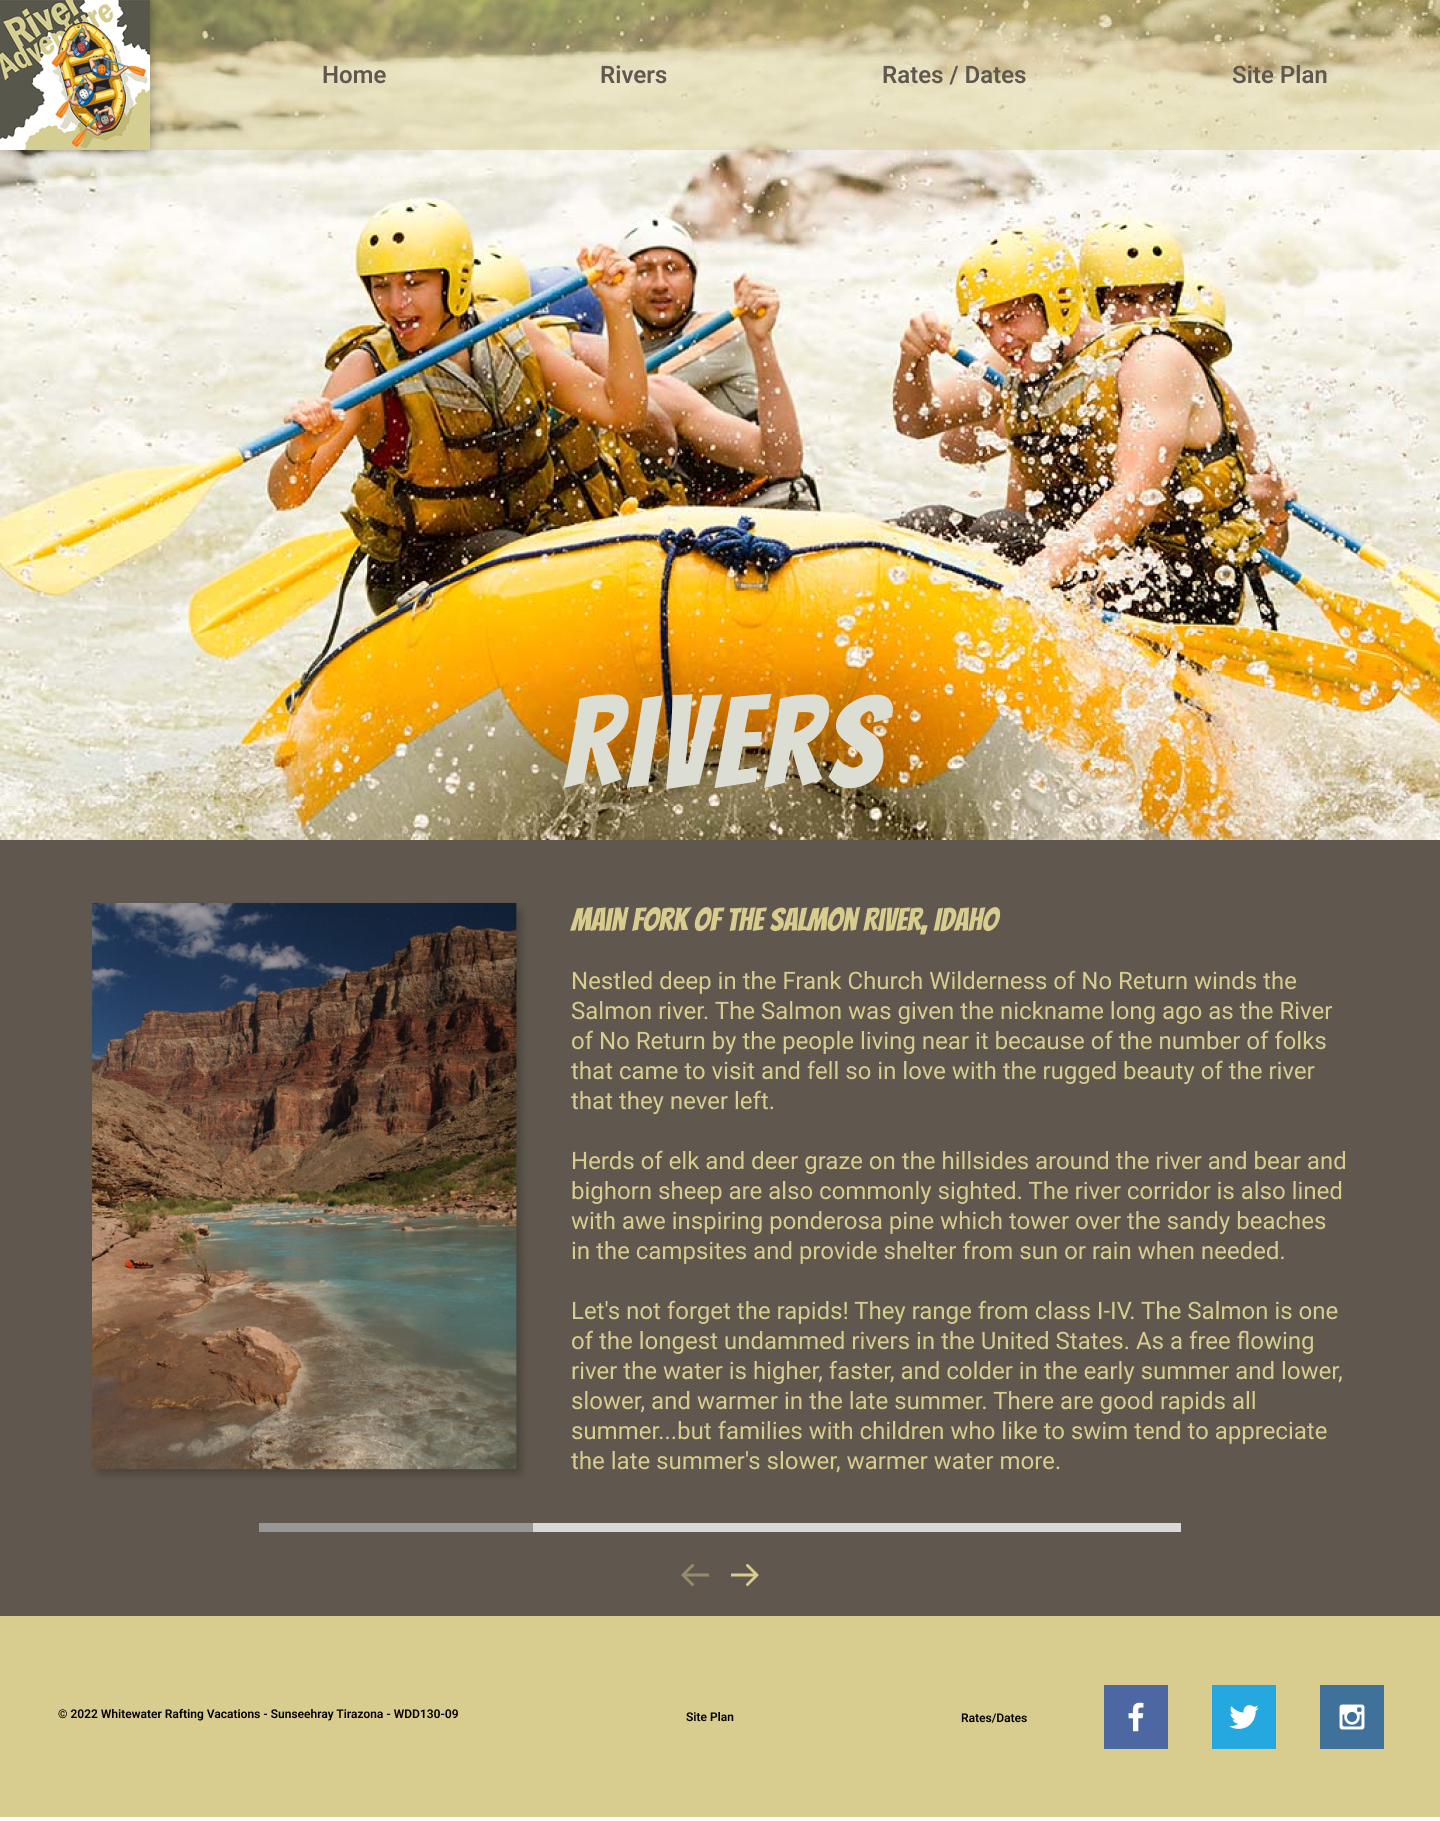 River
Adventure
Home
Rivers
Rates / Dates
Site Plan
RIVERS
MAIN FORK OF THE SALMON RIVER, IDAHO
Nestled deep in the Frank Church Wilderness of No Return winds the
Salmon river. The Salmon was given the nickname long ago as the River
of No Return by the people living near it because of the number of folks
that came to visit and fell so in love with the rugged beauty of the river
that they never left.
Herds of elk and deer graze on the hillsides around the river and bear and
bighorn sheep are also commonly sighted. The river corridor is also lined
with awe inspiring ponderosa pine which tower over the sandy beaches
in the campsites and provide shelter from sun or rain when needed.
Let's not forget the rapids! They range from class I-IV. The Salmon is one
of the longest undammed rivers in the United States. As a free flowing
river the water is higher, faster, and colder in the early summer and lower,
slower, and warmer in the late summer. There are good rapids all
summer...but families with children who like to swim tend to appreciate
the late summer's slower, warmer water more.
© 2022 Whitewater Rafting Vacations - Sunseehray Tirazona - WDD130-09
Site Plan
Rates/Dates